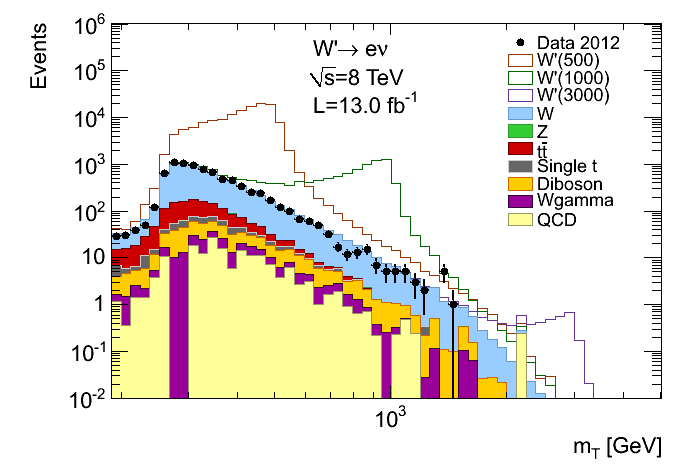 Events
10⁶
10⁵
10⁴
10³
10²
10
1
10⁻¹
10⁻²
W'→ eν
√s=8 TeV
L=13.0 fb⁻¹
Data 2012
W'(500)
W'(1000)
W'(3000)
W
Z
tt̄
Single t
Diboson
Wgamma
QCD
10³
m_T [GeV]